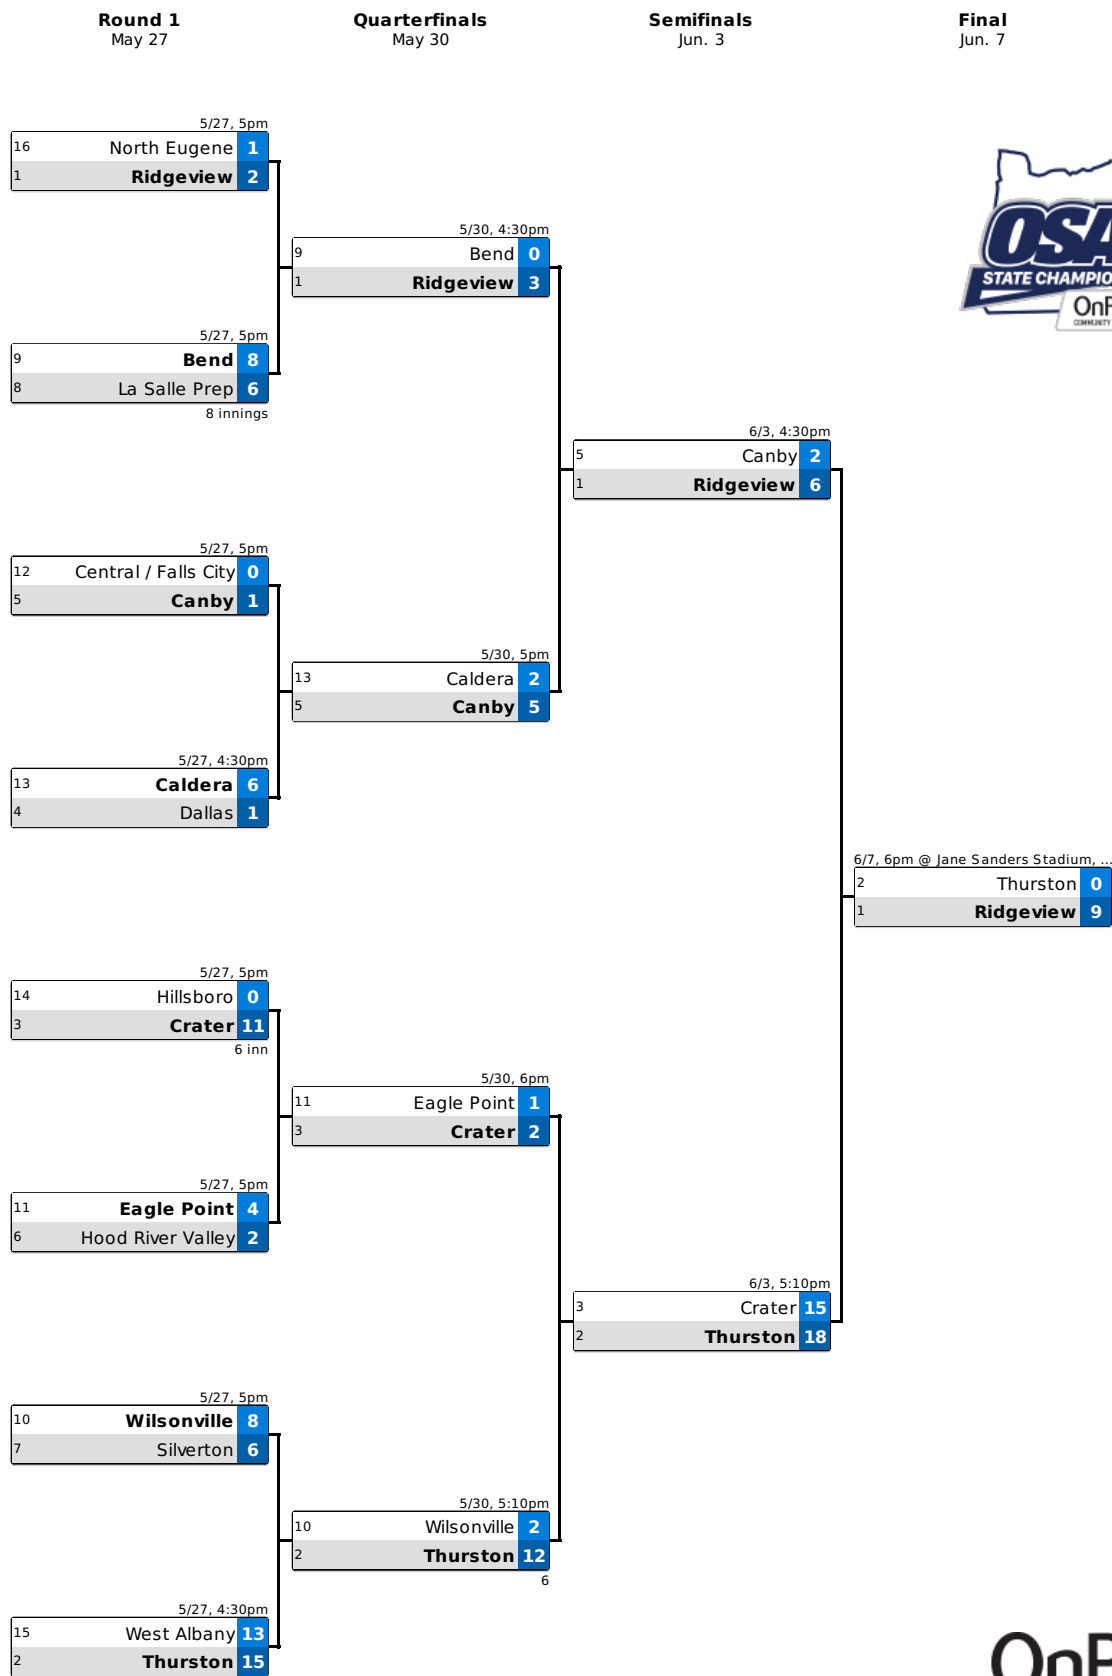 Round 1
May 27
Quarterfinals
May 30
Semifinals
Jun. 3
Final
Jun. 7
5/27, 5pm
16 North Eugene 1
1 Ridgeview 2
5/30, 4:30pm
9 Bend 0
1 Ridgeview 3
5/27, 5pm
9 Bend 8
8 La Salle Prep 6
8 innings
6/3, 4:30pm
5 Canby 2
1 Ridgeview 6
5/27, 5pm
12 Central / Falls City 0
5 Canby 1
5/30, 5pm
13 Caldera 2
5 Canby 5
5/27, 4:30pm
13 Caldera 6
4 Dallas 1
6/7, 6pm @ Jane Sanders Stadium, ...
2 Thurston 0
1 Ridgeview 9
5/27, 5pm
14 Hillsboro 0
3 Crater 11
6 inn
5/30, 6pm
11 Eagle Point 1
3 Crater 2
5/27, 5pm
11 Eagle Point 4
6 Hood River Valley 2
6/3, 5:10pm
3 Crater 15
2 Thurston 18
5/27, 5pm
10 Wilsonville 8
7 Silverton 6
5/30, 5:10pm
10 Wilsonville 2
2 Thurston 12
6
5/27, 4:30pm
15 West Albany 13
2 Thurston 15
OSA
STATE CHAMPIO
OnP
COMMUNITY
OnP